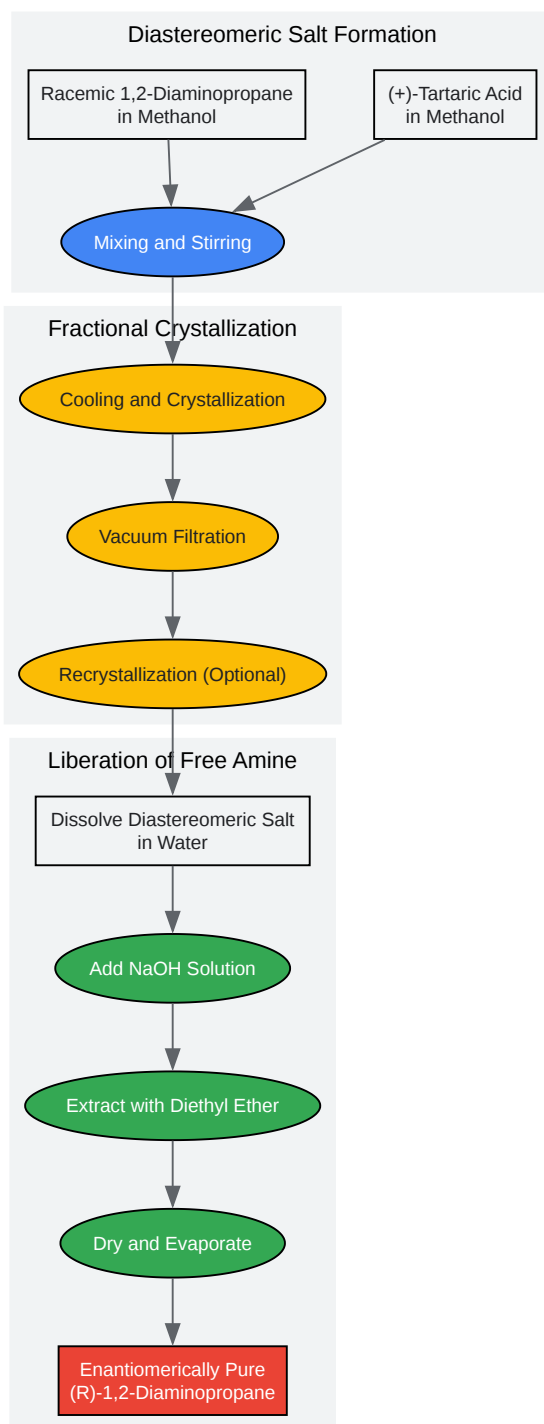 Diastereomeric Salt Formation
Racemic 1,2-Diaminopropane
in Methanol
(+)-Tartaric Acid
in Methanol
Mixing and Stirring
Fractional Crystallization
Cooling and Crystallization
Vacuum Filtration
Recrystallization (Optional)
Liberation of Free Amine
Dissolve Diastereomeric Salt
in Water
Add NaOH Solution
Extract with Diethyl Ether
Dry and Evaporate
Enantiomerically Pure
(R)-1,2-Diaminopropane